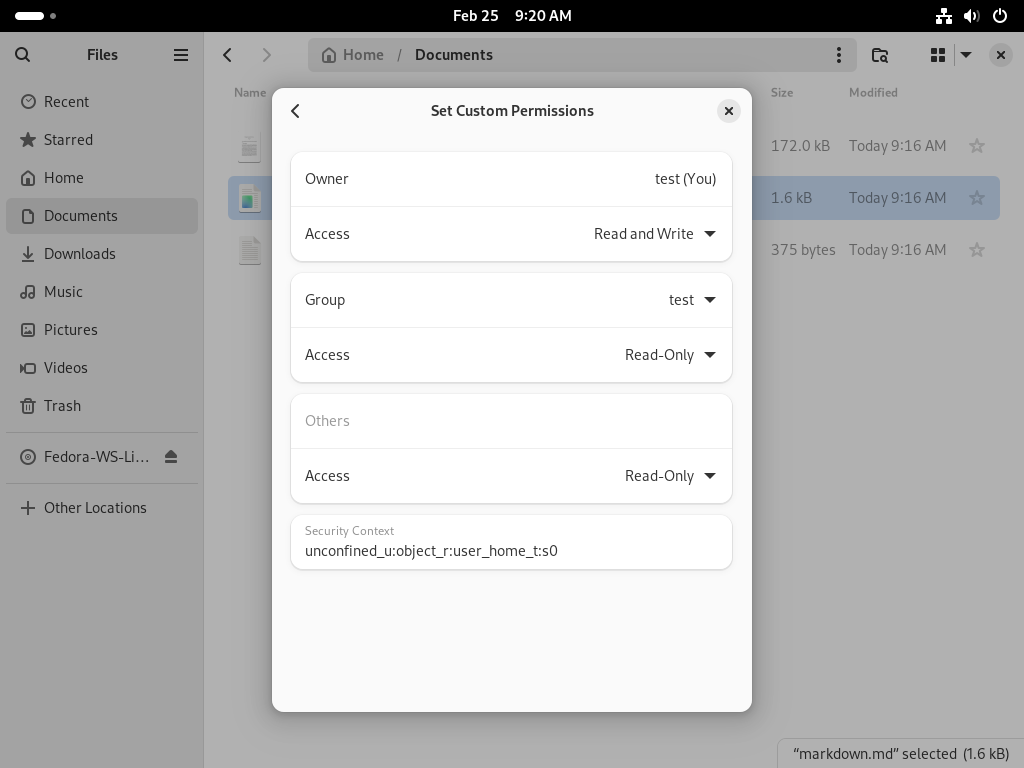 Feb 25 9:20 AM
Files
Home / Documents
Recent
Starred
Home
Documents
Downloads
Music
Pictures
Videos
Trash
Fedora-WS-Li...
Other Locations
Name Size Modified
172.0 kB Today 9:16 AM
1.6 kB Today 9:16 AM
375 bytes Today 9:16 AM
Set Custom Permissions
Owner test (You)
Access Read and Write
Group test
Access Read-Only
Others
Access Read-Only
Security Context
unconfined_u:object_r:user_home_t:s0
“markdown.md” selected (1.6 kB)